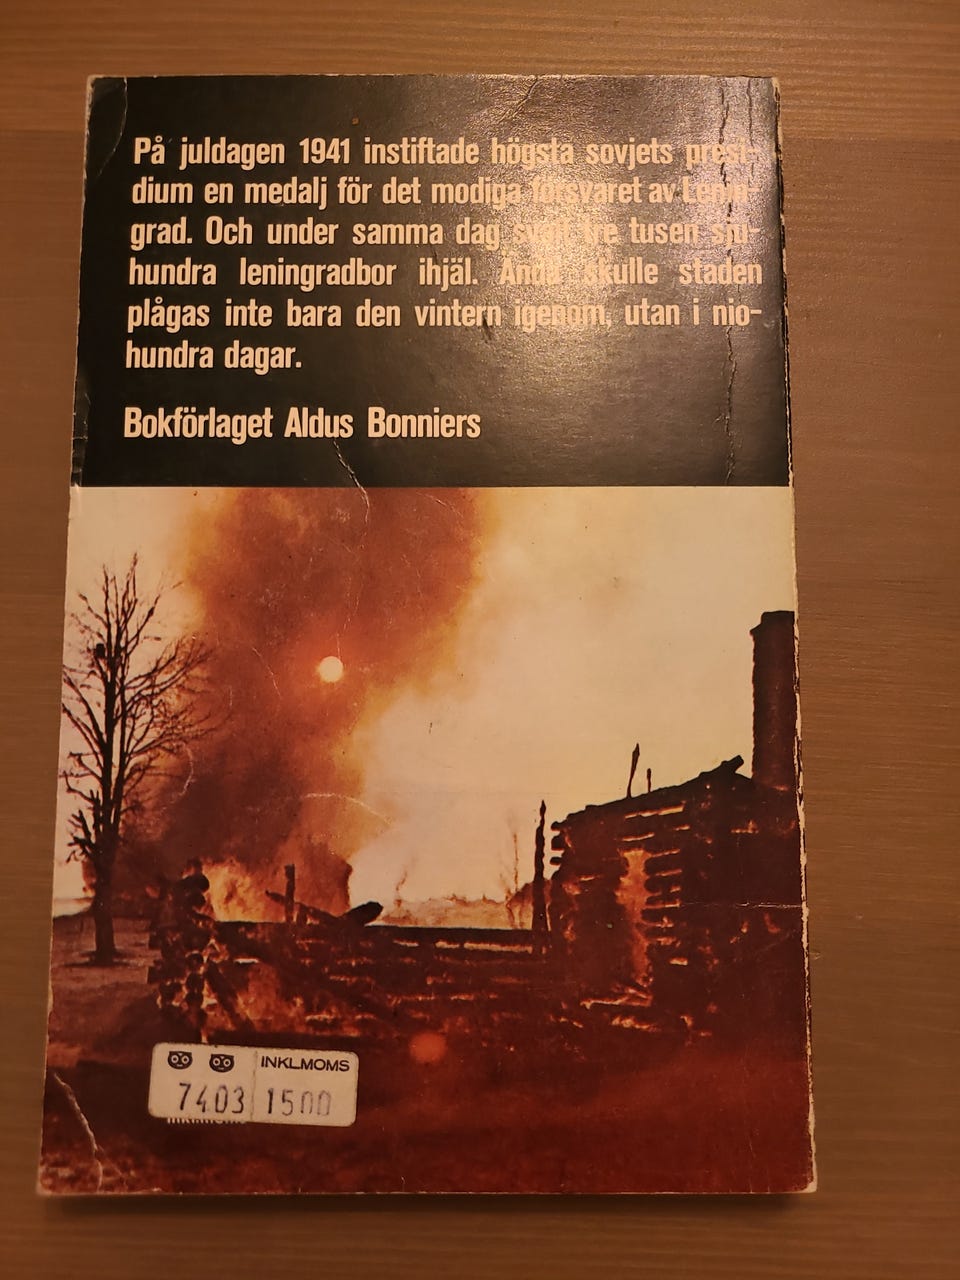 På juldagen 1941 instiftade högsta sovjets presi-
dium en medalj för det modiga försvaret av Lenin-
grad. Och under samma dag svalt tre tusen sju-
hundra leningradbor ihjäl. Ändå skulle staden
plågas inte bara den vintern igenom, utan i nio-
hundra dagar.
Bokförlaget Aldus Bonniers
INKL.MOMS
7403 1500